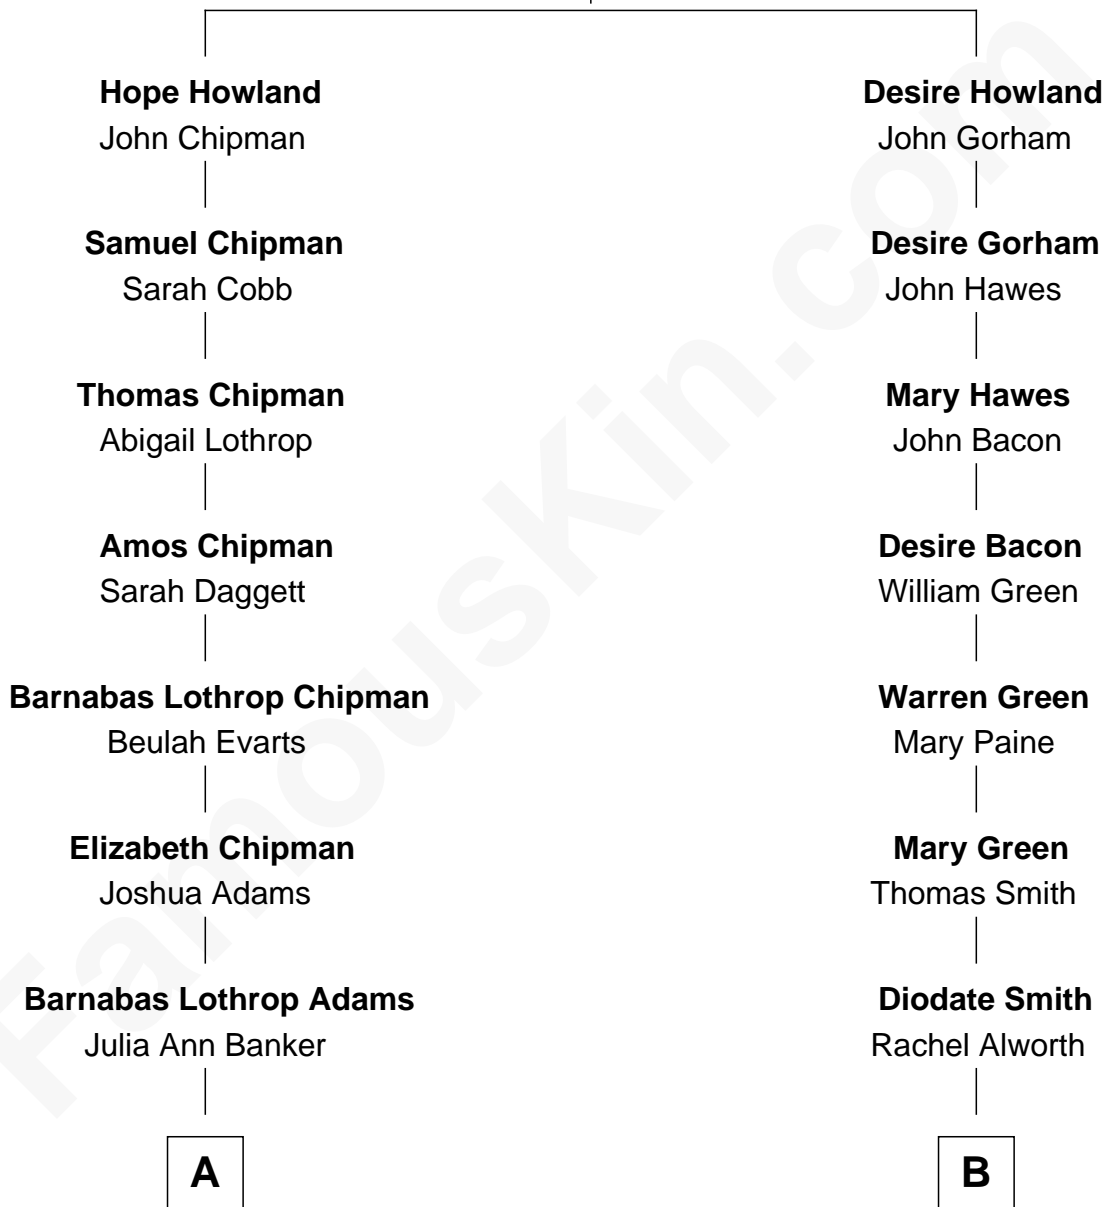 Hope Howland
John Chipman
Samuel Chipman
Sarah Cobb
Thomas Chipman
Abigail Lothrop
Amos Chipman
Sarah Daggett
Barnabas Lothrop Chipman
Beulah Evarts
Elizabeth Chipman
Joshua Adams
Barnabas Lothrop Adams
Julia Ann Banker
A
Desire Howland
John Gorham
Desire Gorham
John Hawes
Mary Hawes
John Bacon
Desire Bacon
William Green
Warren Green
Mary Paine
Mary Green
Thomas Smith
Diodate Smith
Rachel Alworth
B
FamousKin.com